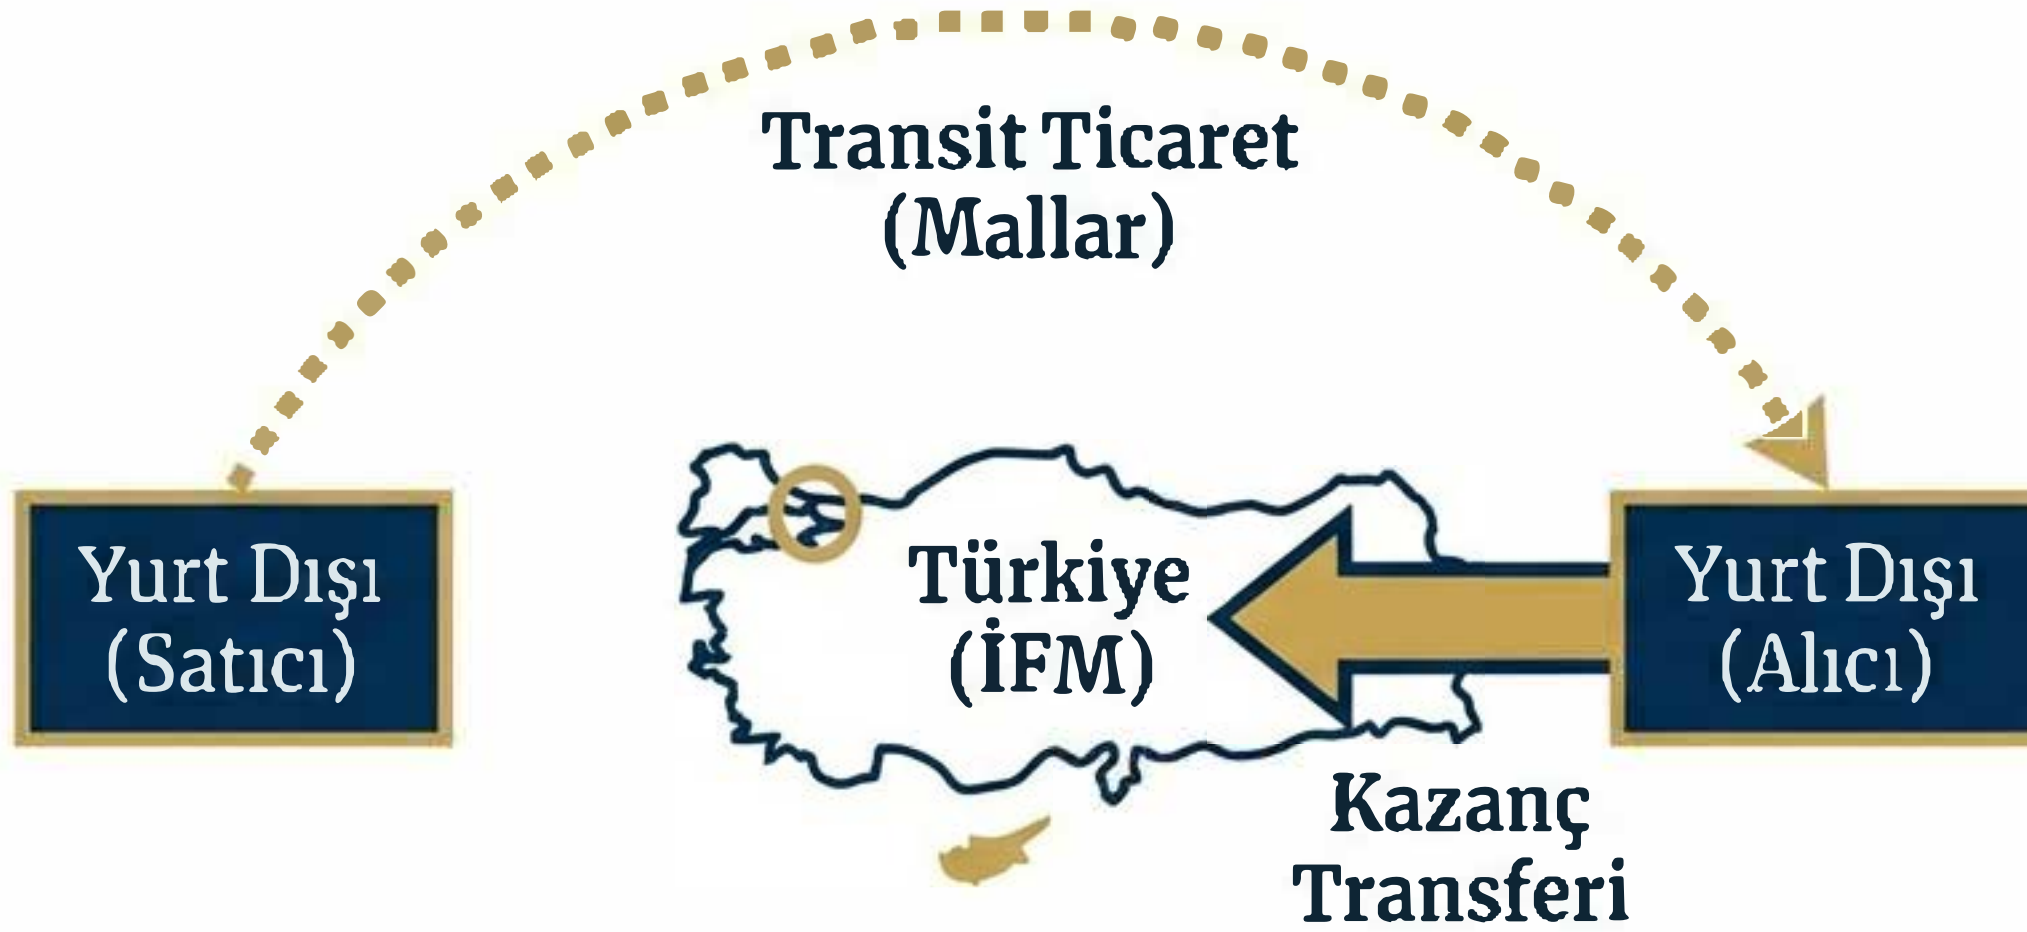 Transit Ticaret
(Mallar)
Yurt Dışı
(Satıcı)
Türkiye
(İFM)
Yurt Dışı
(Alıcı)
Kazanç
Transferi